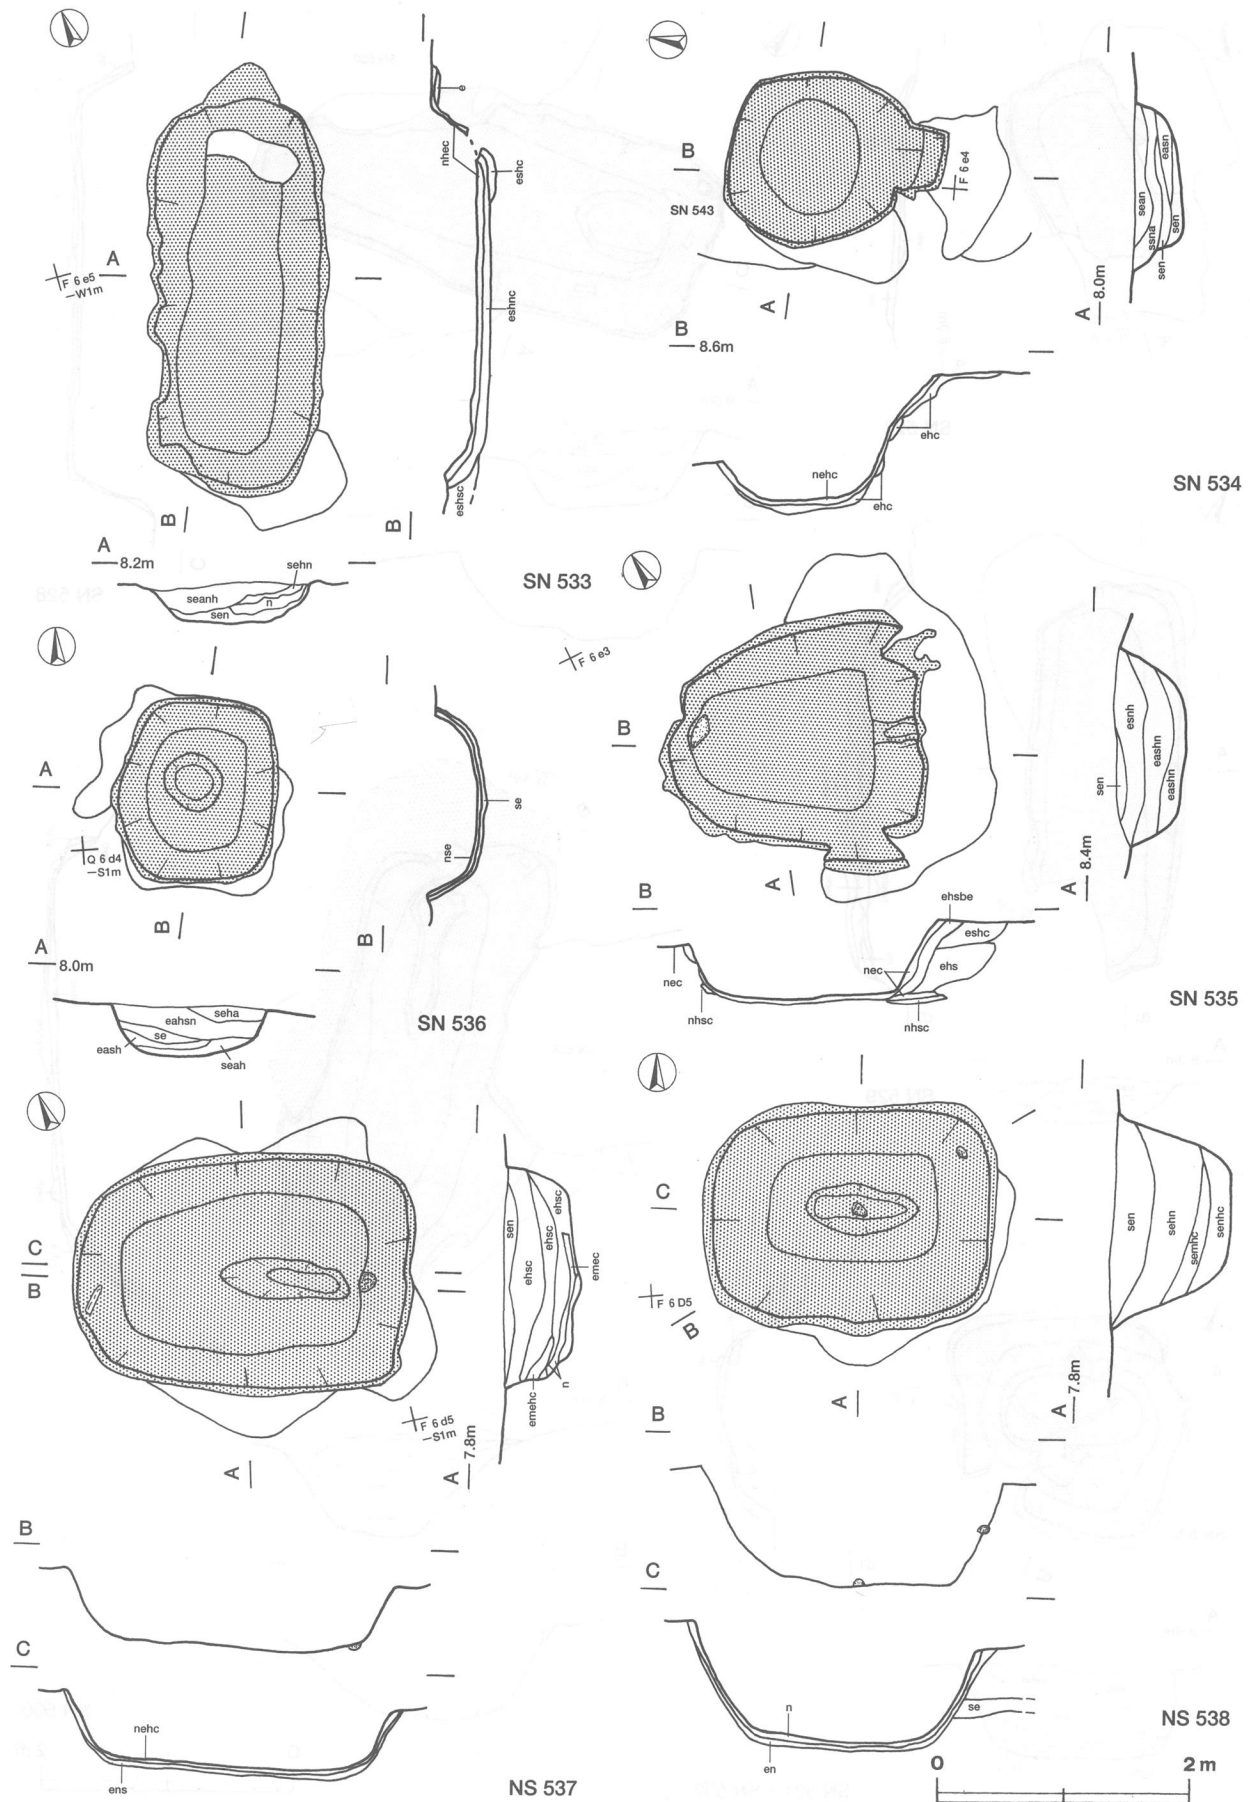 A
F 6 e5
–W1m
B
e
nhec
eshc
eshnc
eshsc
B
A
8.2m
sehn
seanh
n
sen
SN 533
B
SN 543
F 6 e4
A
sean
easn
ssna
sen
sen
A
8.0m
B
8.6m
ehc
nehc
ehc
SN 534
A
Q 6 d4
–S1m
B
se
nse
B
A
8.0m
seha
eahsn
se
eash
seah
SN 536
F 6 e3
B
A
esnh
eashn
eashn
sen
A
8.4m
B
ehsbe
eshc
nec
ehs
nec
nhsc
nhsc
SN 535
C
B
F 6 d5
–S1m
A
sen
ehsc
ehsc
ehsc
emec
n
emehc
A
7.8m
B
C
nehc
ens
NS 537
C
F 6 D5
B
A
sen
sehn
semhc
senhc
A
7.8m
B
C
n
se
en
NS 538
0 2 m